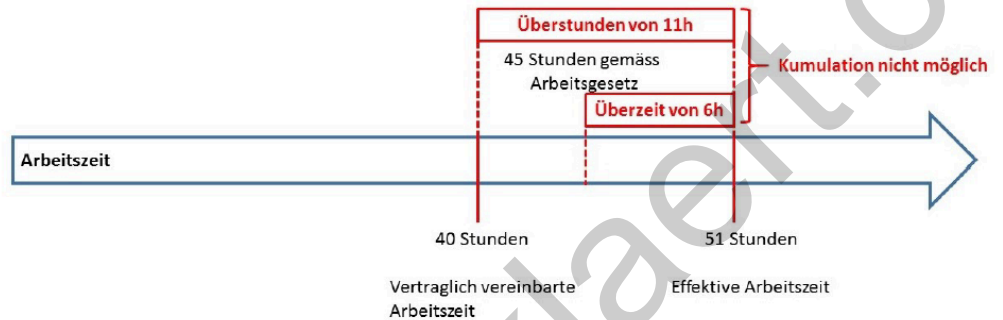 Überstunden von 11h
45 Stunden gemäss
Arbeitsgesetz
Kumulation nicht möglich
Überzeit von 6h
Arbeitszeit
40 Stunden
51 Stunden
Vertraglich vereinbarte
Arbeitszeit
Effektive Arbeitszeit